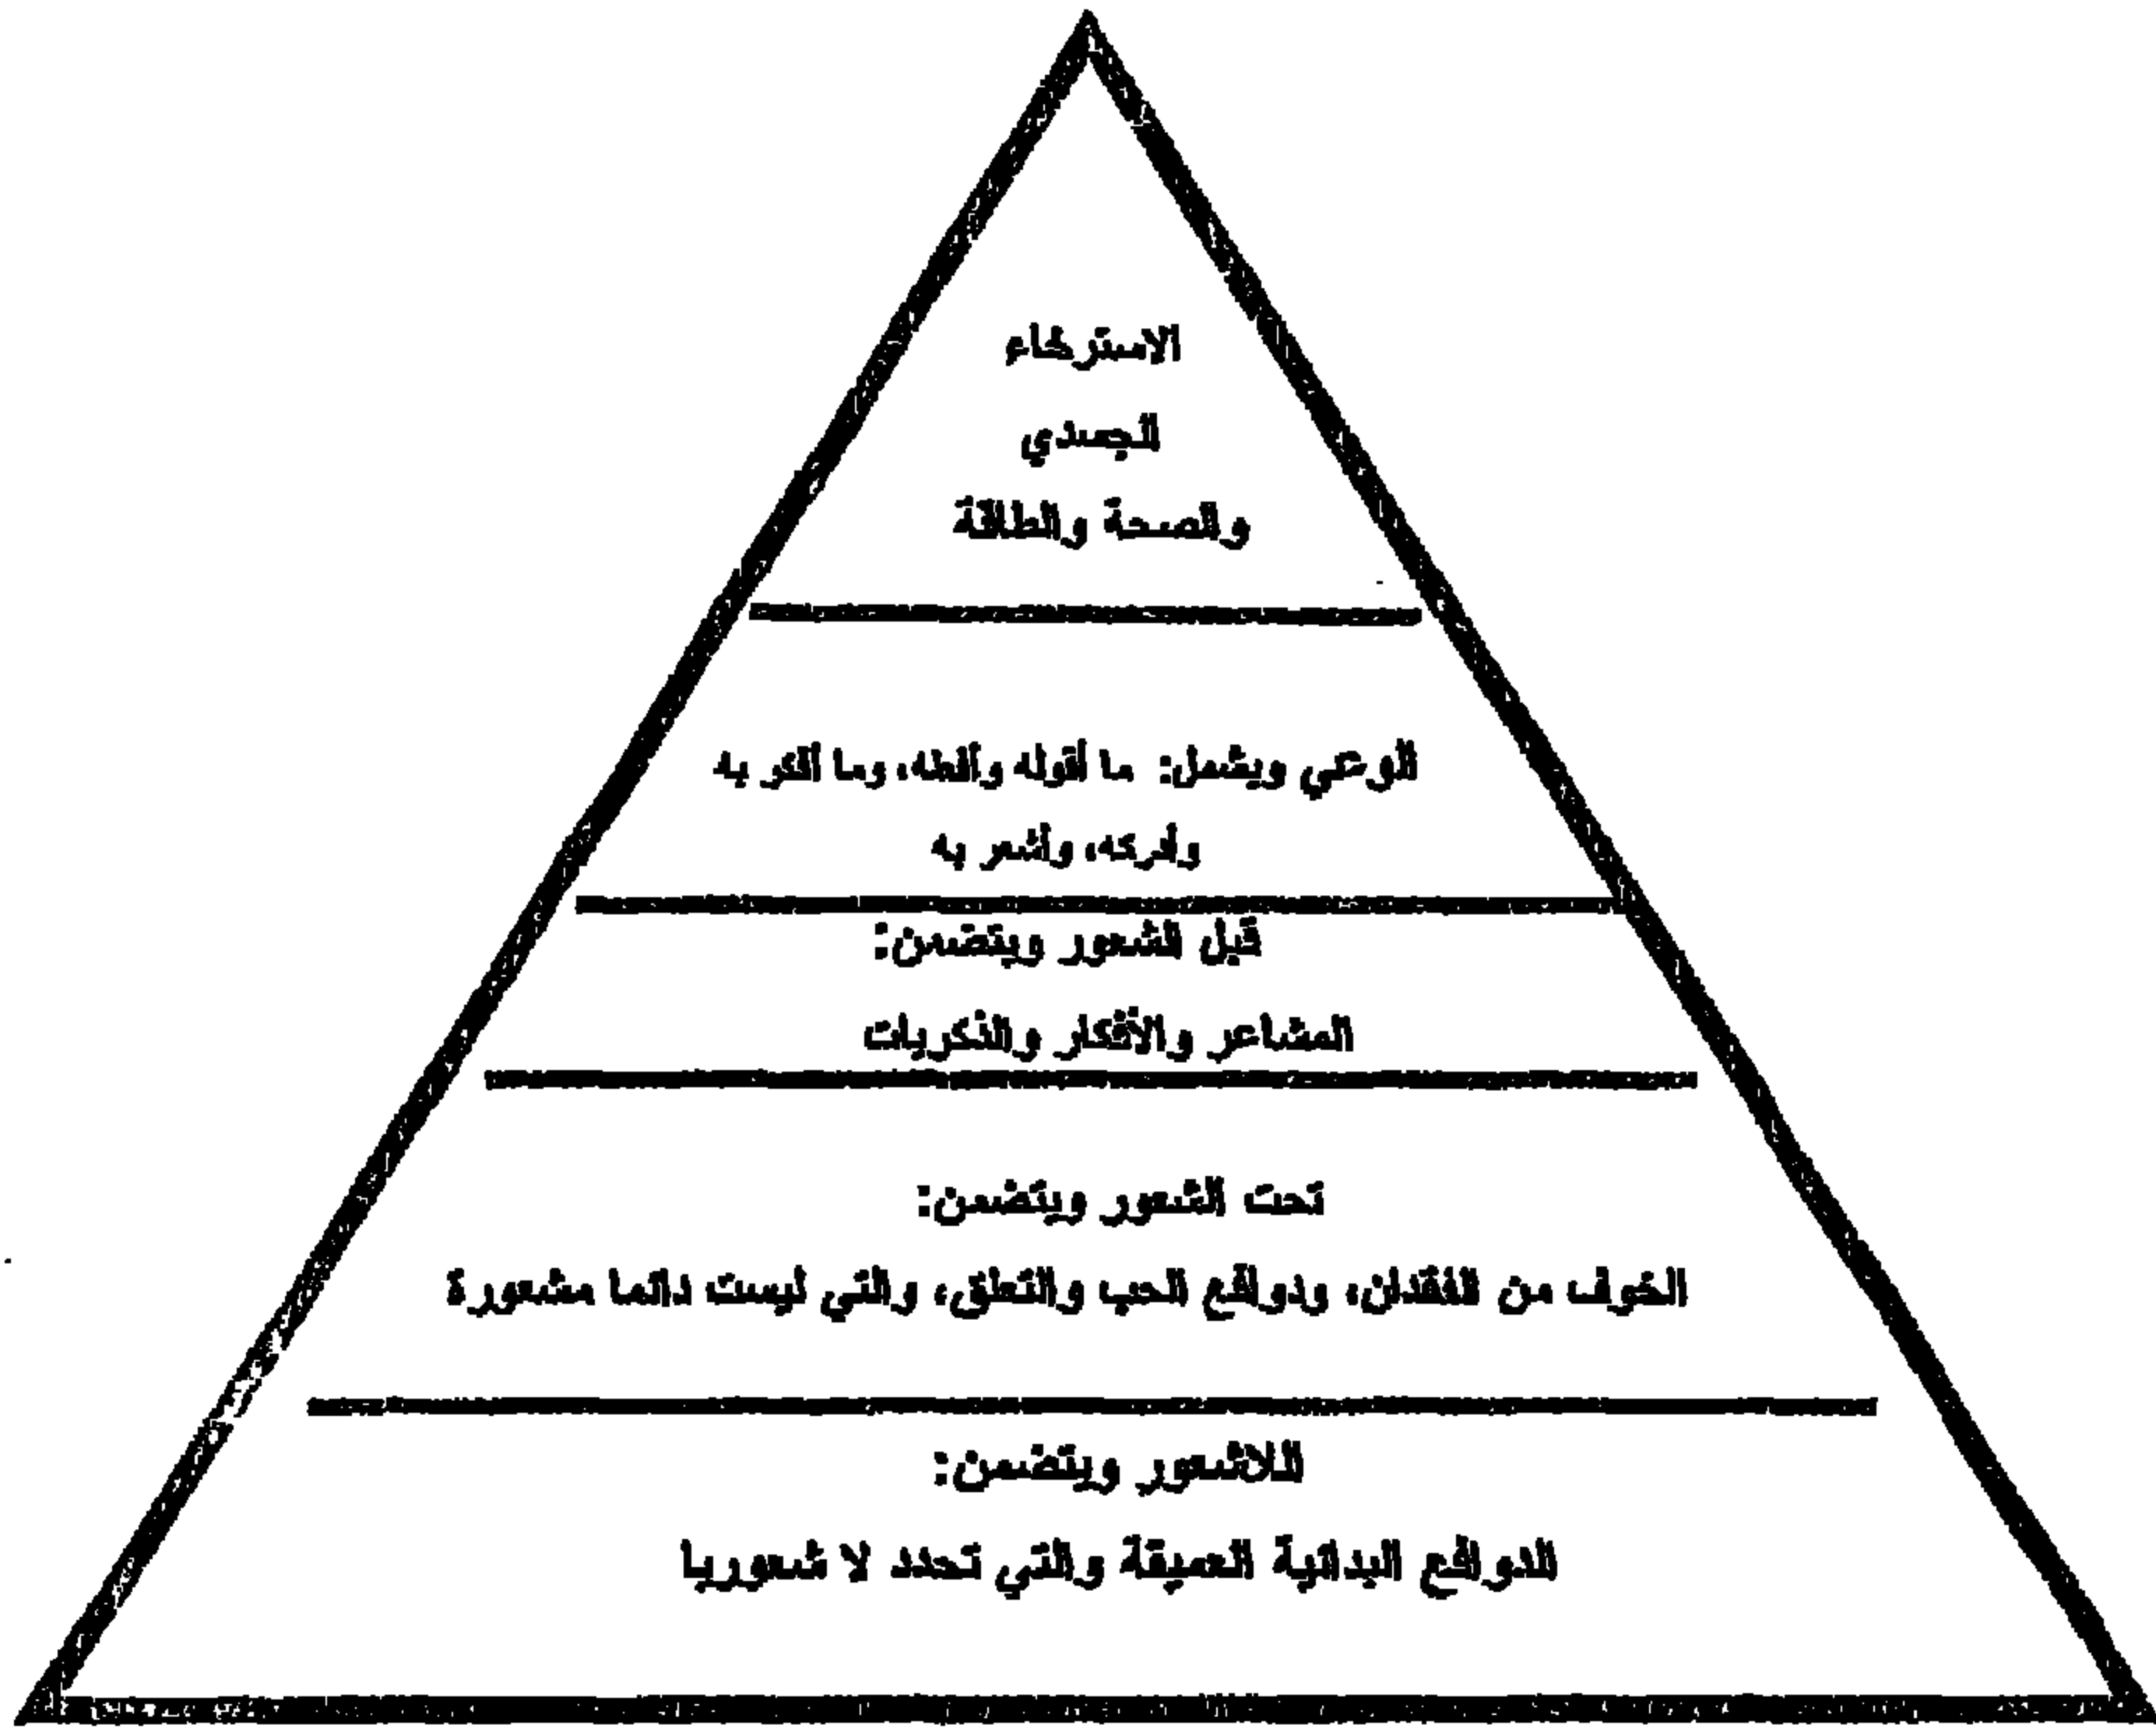 الاسترخاء
الجسدي
والصحة والطاقة
الوعي ويشمل: ما أقوله وأفعله، وما أفكر به
وأدركه، وأشعر به
قبل الشعور ويتضمن:
المشاعر والأفكار والذكريات
تحت الشعور ويتضمن:
الخوف من الفقدان، ودوافع الحب والتعلق، والتي ليست دائما مشعورة
اللاشعور ويتضمن:
الدوافع البدائية العميقة والتي تحدد لا شعوريا